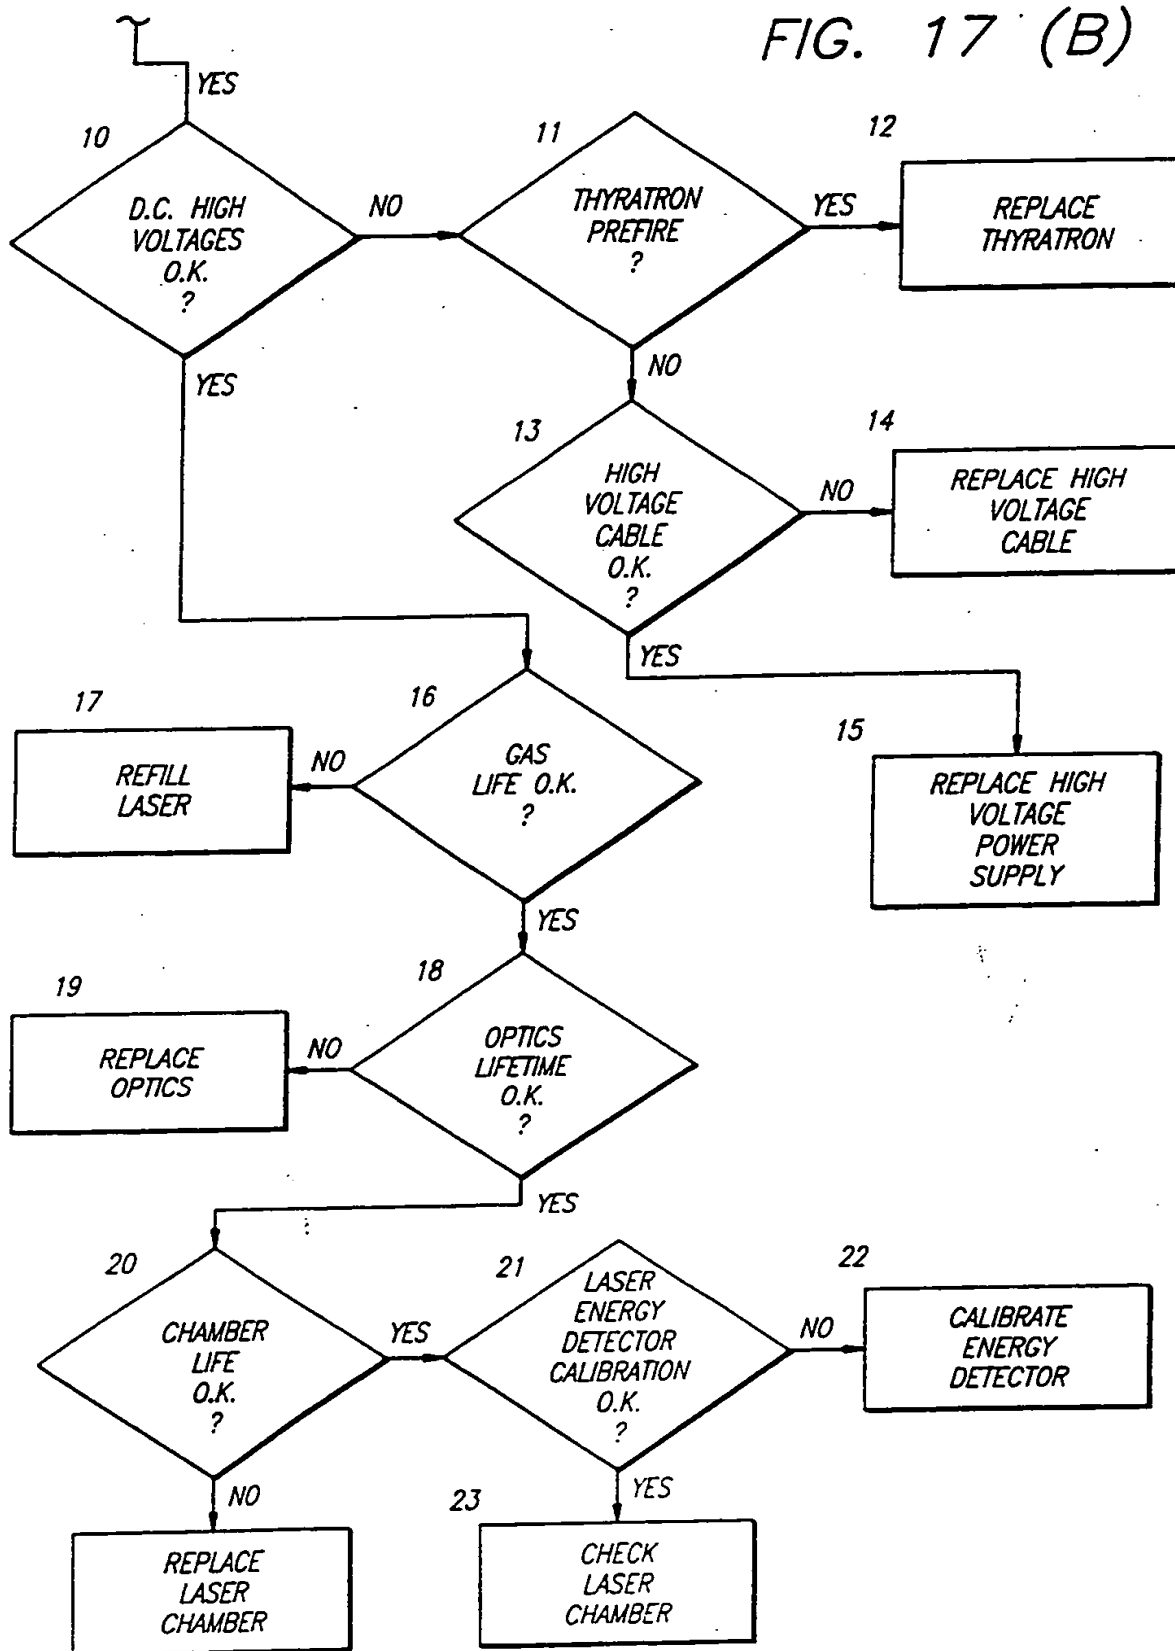 FIG. 17 (B)
YES
10
D.C. HIGH
VOLTAGES
O.K.
?
NO
11
THYRATRON
PREFIRE
?
YES
12
REPLACE
THYRATRON
YES
NO
13
HIGH
VOLTAGE
CABLE
O.K.
?
NO
14
REPLACE HIGH
VOLTAGE
CABLE
YES
15
REPLACE HIGH
VOLTAGE
POWER
SUPPLY
16
GAS
LIFE O.K.
?
NO
17
REFILL
LASER
YES
18
OPTICS
LIFETIME
O.K.
?
NO
19
REPLACE
OPTICS
YES
20
CHAMBER
LIFE
O.K.
?
YES
21
LASER
ENERGY
DETECTOR
CALIBRATION
O.K.
?
NO
22
CALIBRATE
ENERGY
DETECTOR
NO
REPLACE
LASER
CHAMBER
YES
23
CHECK
LASER
CHAMBER